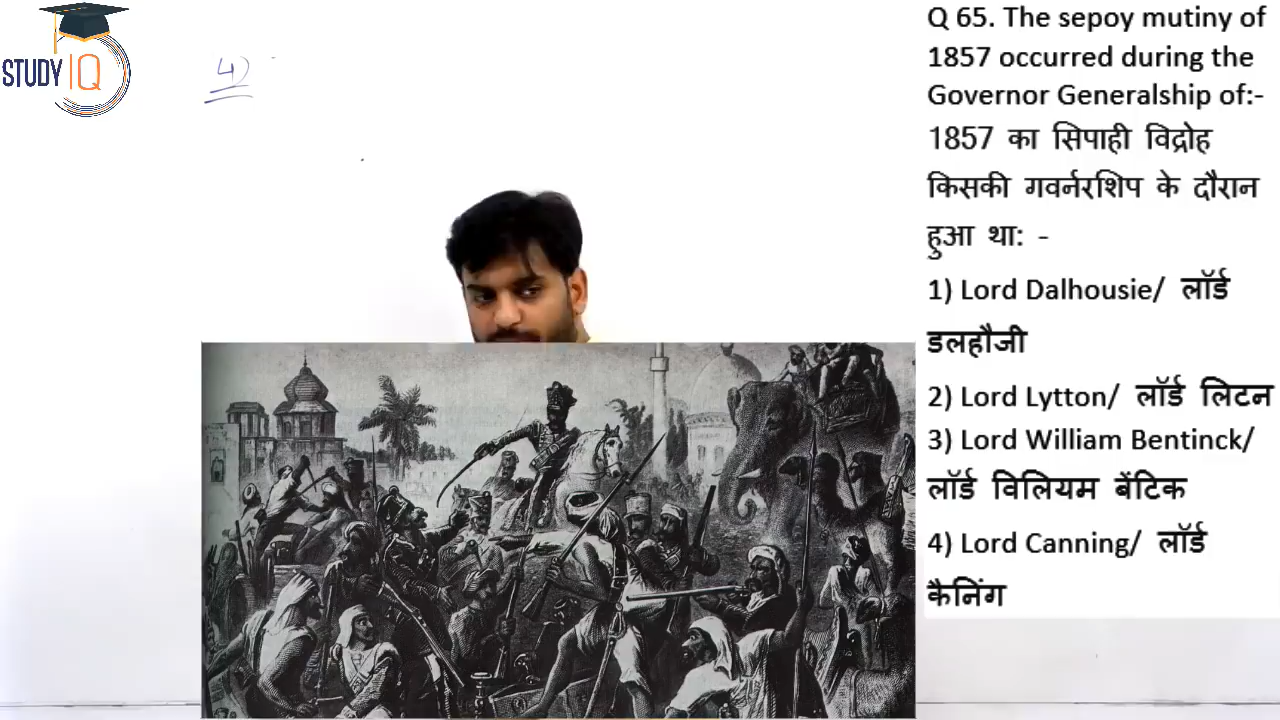 STUDY IQ
4)
Q 65. The sepoy mutiny of
1857 occurred during the
Governor Generalship of:-
1857 का सिपाही विद्रोह
किसकी गवर्नरशिप के दौरान
हुआ था: -
1) Lord Dalhousie/ लॉर्ड
डलहौजी
2) Lord Lytton/ लॉर्ड लिटन
3) Lord William Bentinck/
लॉर्ड विलियम बेंटिक
4) Lord Canning/ लॉर्ड
कैनिंग